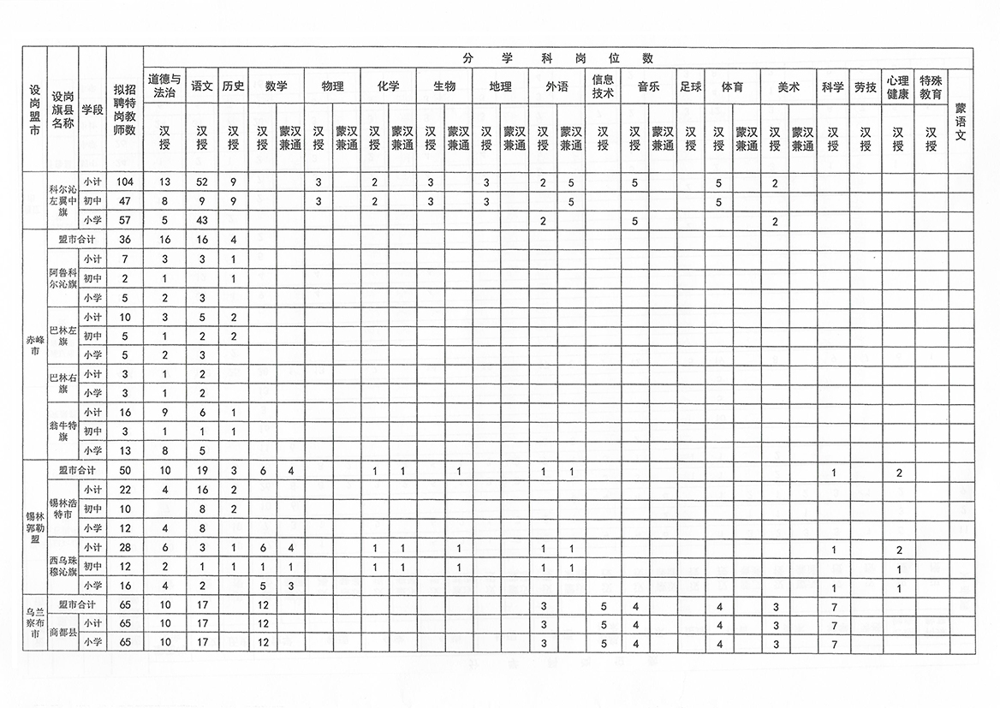 分 学 科 岗 位 数
设岗盟市 设岗旗县名称 学段 拟招聘特岗教师数 道德与法治 语文 历史 数学 物理 化学 生物 地理 外语 信息技术 音乐 足球 体育 美术 科学 劳技 心理健康 特殊教育 蒙语文
汉授 汉授 汉授 汉授 蒙汉兼通 汉授 蒙汉兼通 汉授 蒙汉兼通 汉授 蒙汉兼通 汉授 蒙汉兼通 汉授 蒙汉兼通 汉授 汉授 蒙汉兼通 汉授 汉授 蒙汉兼通 汉授 蒙汉兼通 汉授 汉授 汉授 汉授
科尔沁左翼中旗 小计 104 13 52 9 3 2 3 3 2 5 5 5 2
初中 47 8 9 9 3 2 3 3 5 5
小学 57 5 43 2 5 2
赤峰市 盟市合计 36 16 16 4
阿鲁科尔沁旗 小计 7 3 3 1
初中 2 1 1
小学 5 2 3
巴林左旗 小计 10 3 5 2
初中 5 1 2 2
小学 5 2 3
巴林右旗 小计 3 1 2
小学 3 1 2
翁牛特旗 小计 16 9 6 1
初中 3 1 1 1
小学 13 8 5
锡林郭勒盟 盟市合计 50 10 19 3 6 4 1 1 1 1 1 1 2
锡林浩特市 小计 22 4 16 2
初中 10 8 2
小学 12 4 8
西乌珠穆沁旗 小计 28 6 3 1 6 4 1 1 1 1 1 1 2
初中 12 2 1 1 1 1 1 1 1 1 1 1
小学 16 4 2 5 3 1 1
乌兰察布市 盟市合计 65 10 17 12 3 5 4 4 3 7
商都县 小计 65 10 17 12 3 5 4 4 3 7
小学 65 10 17 12 3 5 4 4 3 7